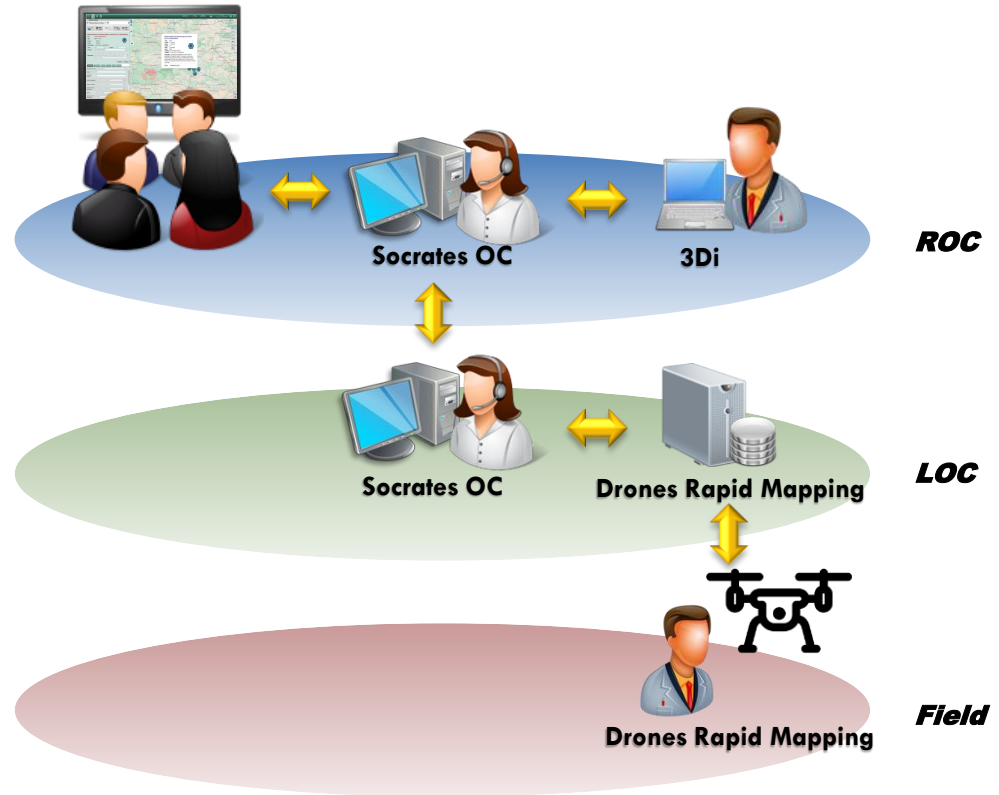 Socrates OC
3Di
ROC
Socrates OC
Drones Rapid Mapping
LOC
Drones Rapid Mapping
Field